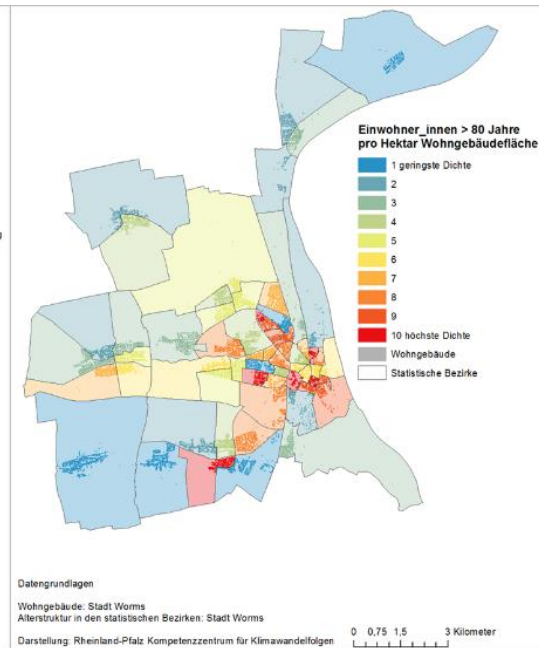 Einwohner_innen > 80 Jahre
pro Hektar Wohngebäudefläche
1 geringste Dichte
2
3
4
5
6
7
8
9
10 höchste Dichte
Wohngebäude
Statistische Bezirke
Datengrundlagen
Wohngebäude: Stadt Worms
Alterstruktur in den statistischen Bezirken: Stadt Worms
Darstellung: Rheinland-Pfalz Kompetenzzentrum für Klimawandelfolgen
0 0,75 1,5 3 Kilometer